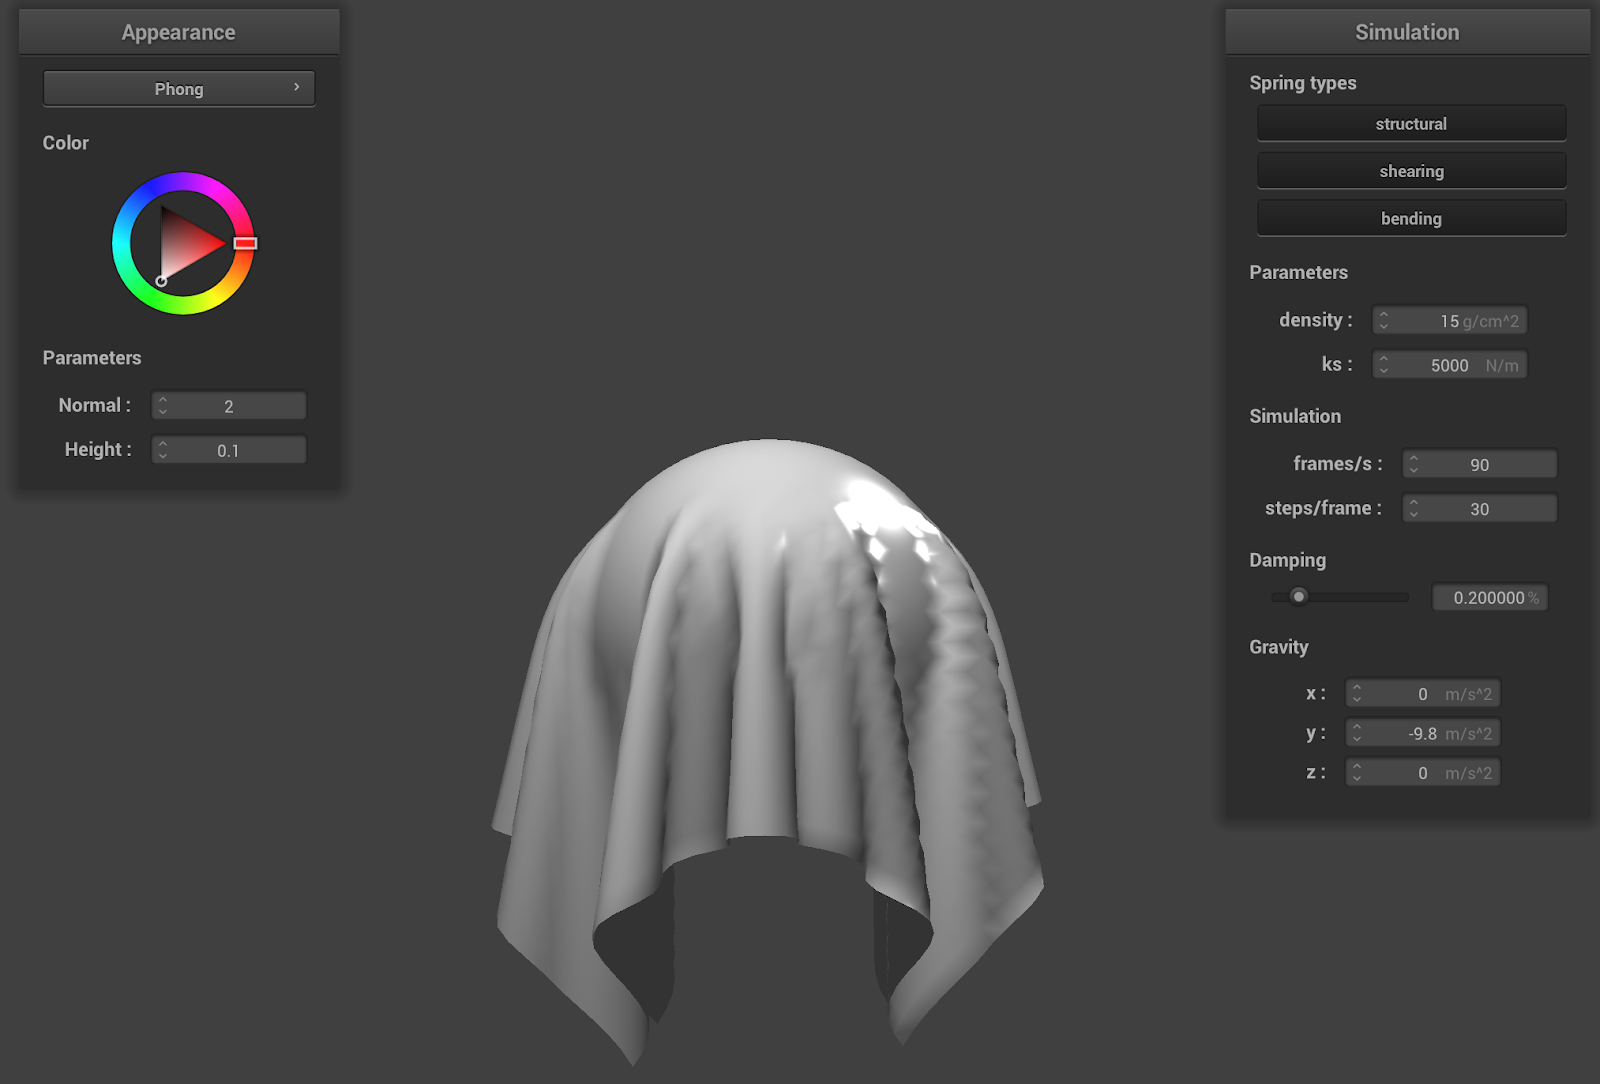 Appearance
Phong
Color
Parameters
Normal : 2
Height : 0.1
Simulation
Spring types
structural
shearing
bending
Parameters
density : 15 g/cm^2
ks : 5000 N/m
Simulation
frames/s : 90
steps/frame : 30
Damping
0.200000 %
Gravity
x : 0 m/s^2
y : -9.8 m/s^2
z : 0 m/s^2